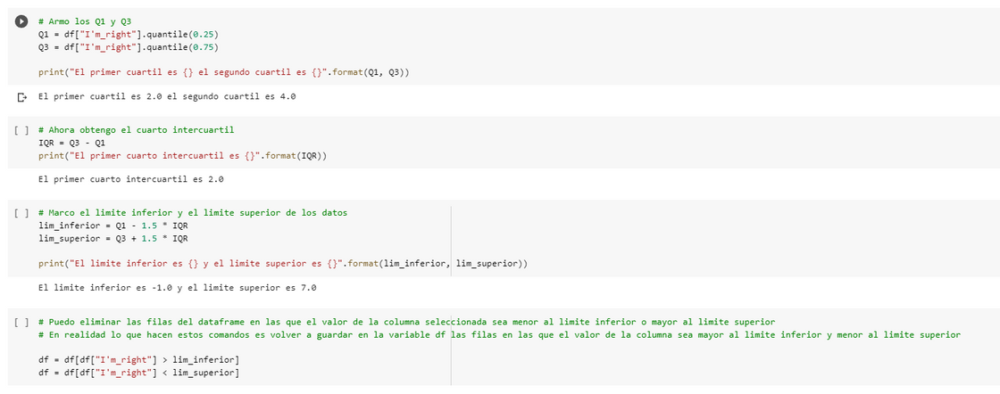 # Armo los Q1 y Q3
Q1 = df["I'm_right"].quantile(0.25)
Q3 = df["I'm_right"].quantile(0.75)
print("El primer cuartil es {} el segundo cuartil es {}".format(Q1, Q3))
El primer cuartil es 2.0 el segundo cuartil es 4.0
[ ] # Ahora obtengo el cuarto intercuartil
IQR = Q3 - Q1
print("El primer cuarto intercuartil es {}".format(IQR))
El primer cuarto intercuartil es 2.0
[ ] # Marco el limite inferior y el limite superior de los datos
lim_inferior = Q1 - 1.5 * IQR
lim_superior = Q3 + 1.5 * IQR
print("El limite inferior es {} y el limite superior es {}".format(lim_inferior, lim_superior))
El limite inferior es -1.0 y el limite superior es 7.0
[ ] # Puedo eliminar las filas del dataframe en las que el valor de la columna seleccionada sea menor al limite inferior o mayor al limite superior
# En realidad lo que hacen estos comandos es volver a guardar en la variable df las filas en las que el valor de la columna sea mayor al limite inferior y menor al limite superior
df = df[df["I'm_right"] > lim_inferior]
df = df[df["I'm_right"] < lim_superior]